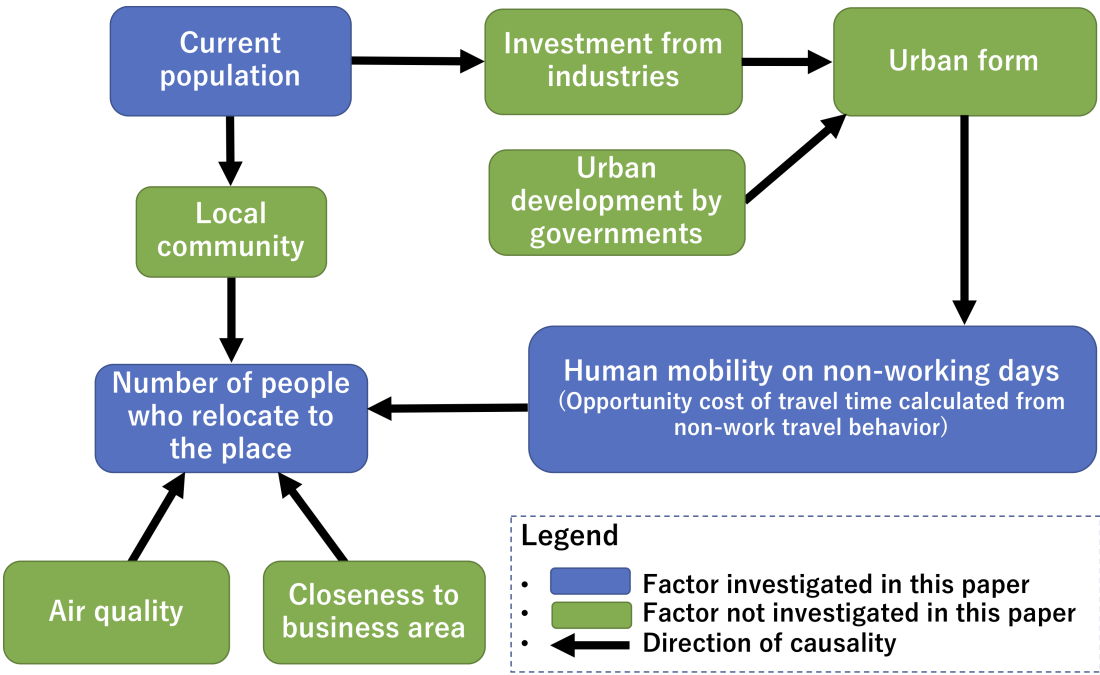 Current
population
Investment from
industries
Urban form
Urban
development by
governments
Local
community
Number of people
who relocate to
the place
Human mobility on non-working days
(Opportunity cost of travel time calculated from
non-work travel behavior)
Air quality
Closeness to
business area
Legend
• Factor investigated in this paper
• Factor not investigated in this paper
• Direction of causality